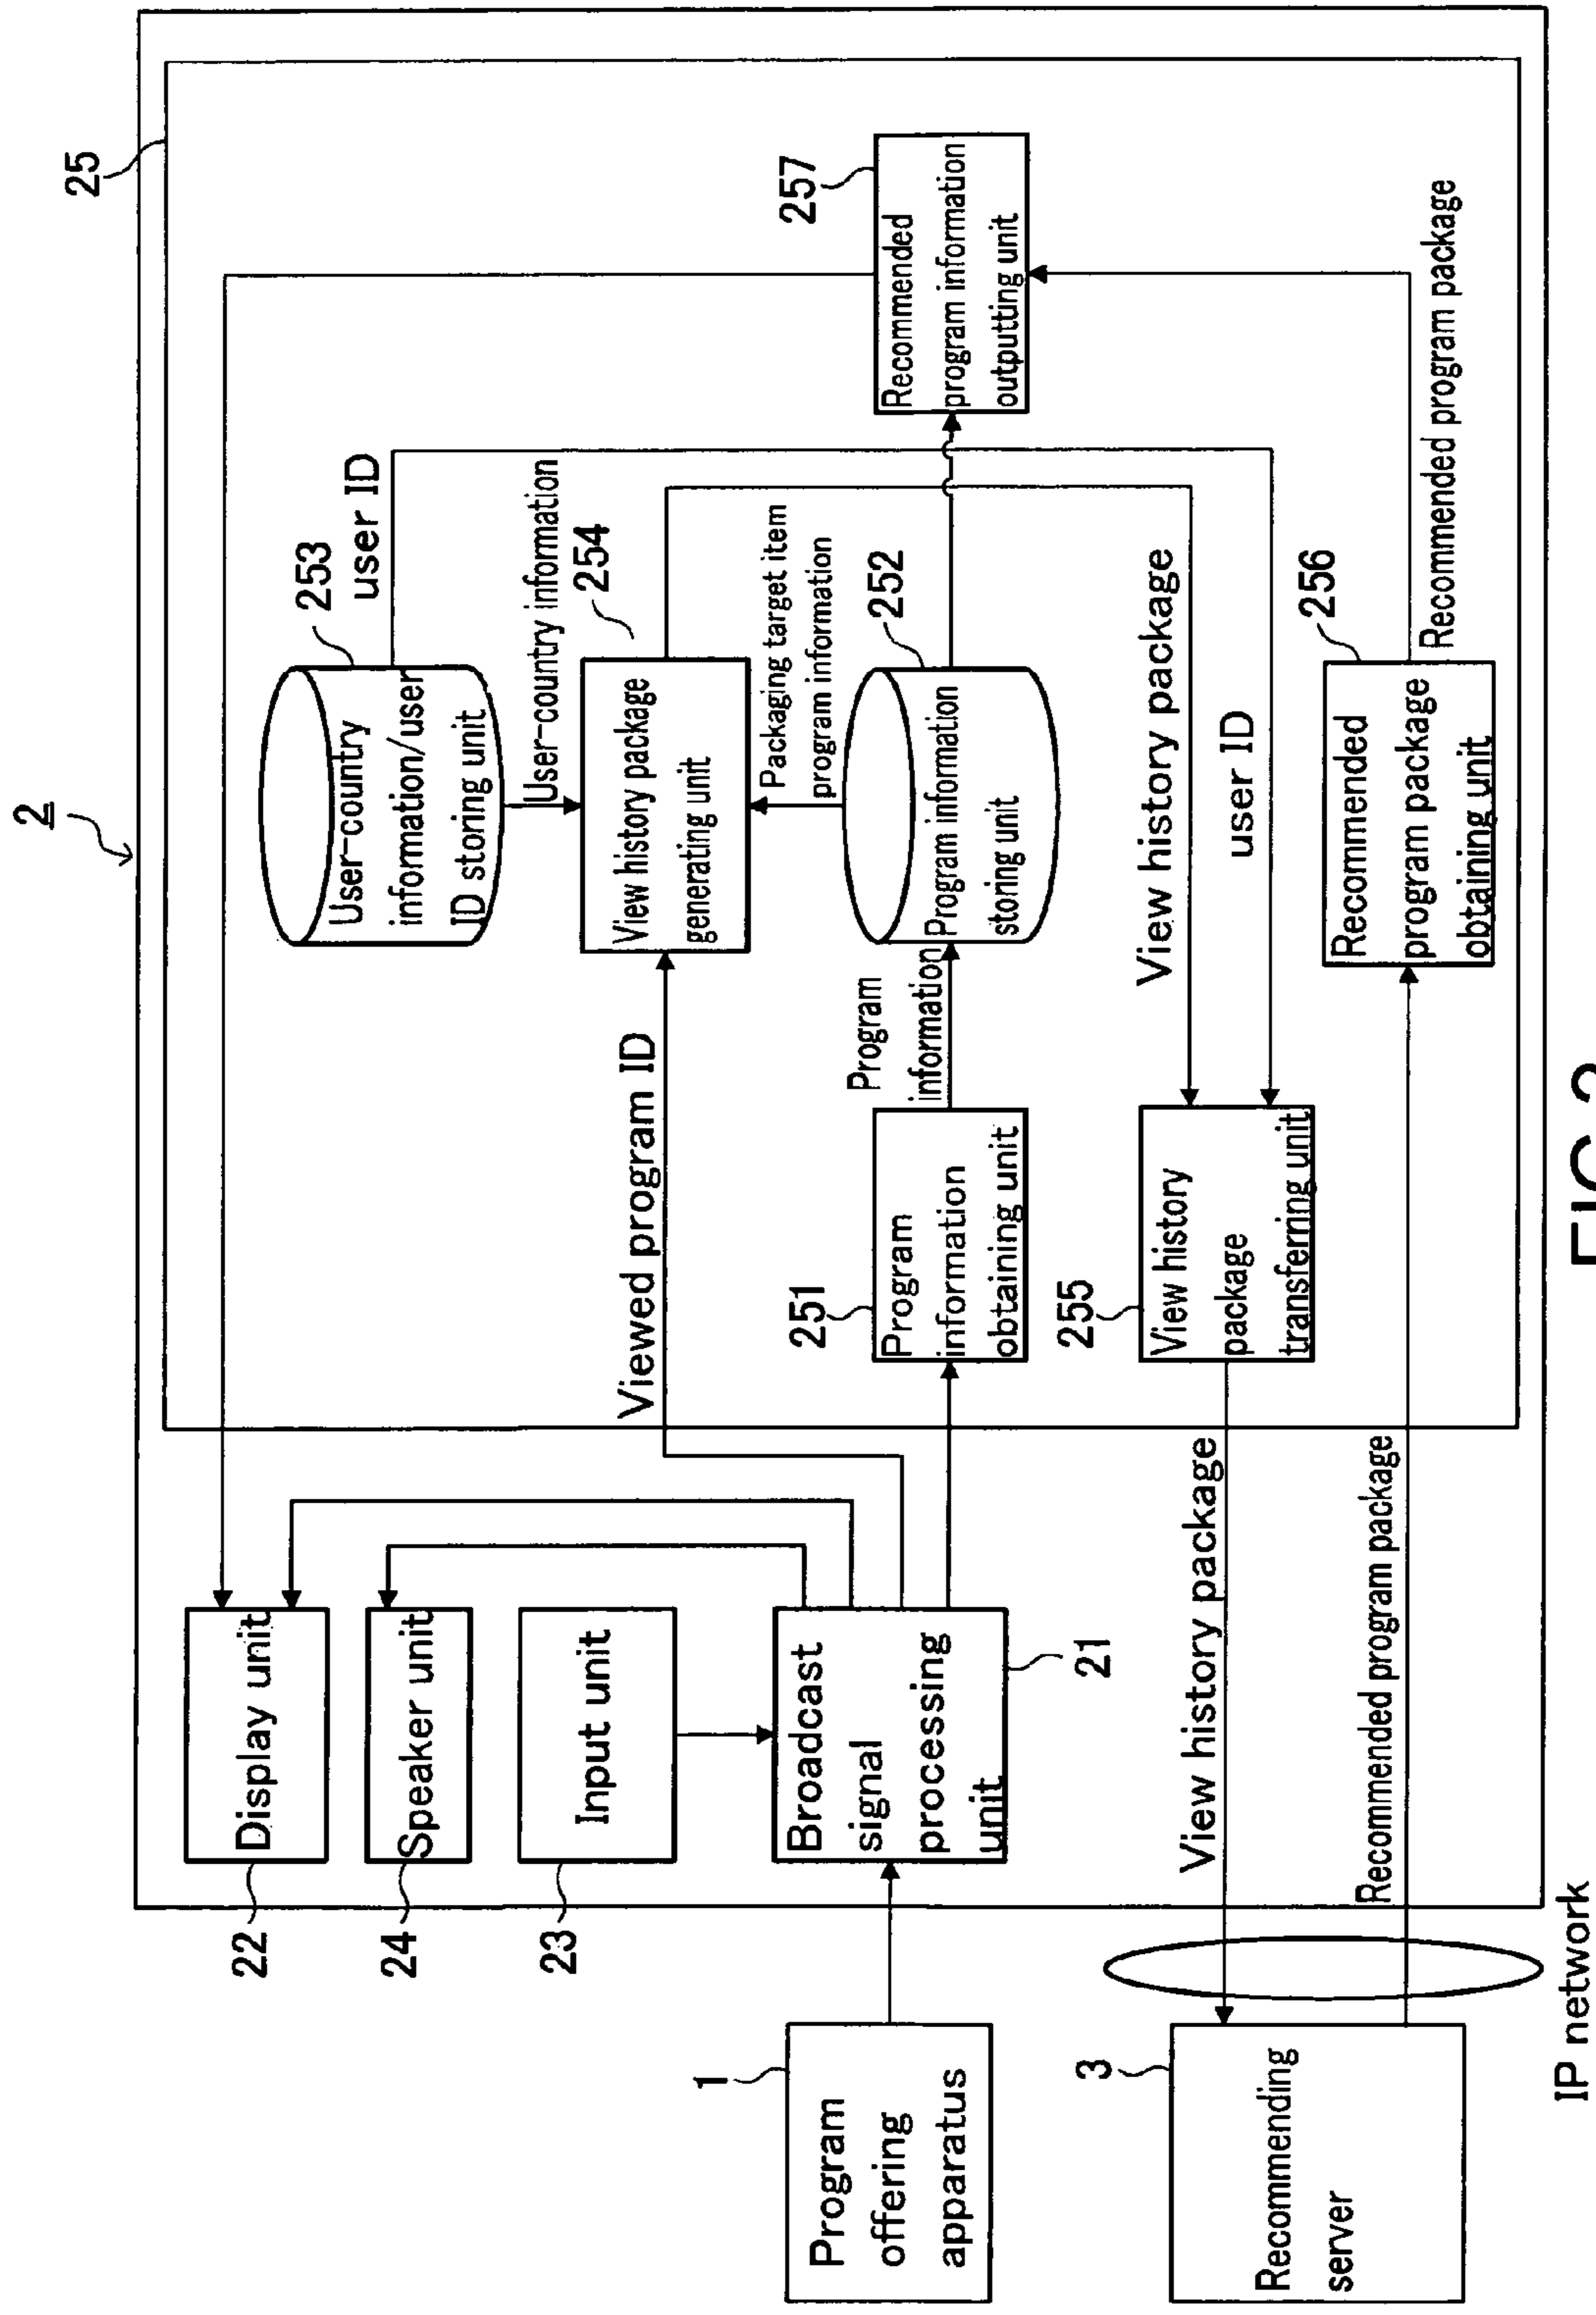 2
25
22
Display unit
24
Speaker unit
23
Input unit
Broadcast
signal
processing
unit
21
1
Program
offering
apparatus
3
Recommending
server
IP network
View history package
Recommended program package
Viewed program ID
253
User-country
information/user
ID storing unit
user ID
User-country information
254
View history package
generating unit
Packaging target item
program information
252
Program information
storing unit
Program
information
251
Program
information
obtaining unit
255
View history
package
transferring unit
View history package
user ID
256
Recommended
program package
obtaining unit
Recommended program package
257
Recommended
program information
outputing unit